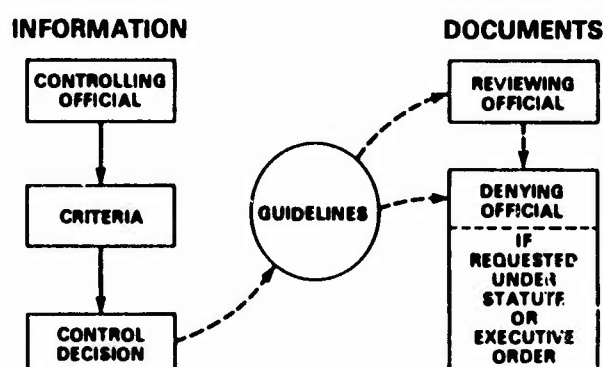 INFORMATION
CONTROLLING
OFFICIAL
CRITERIA
CONTROL
DECISION
GUIDELINES
DOCUMENTS
REVIEWING
OFFICIAL
DENYING
OFFICIAL
IF
REQUESTED
UNDER
STATUTE
OR
EXECUTIVE
ORDER